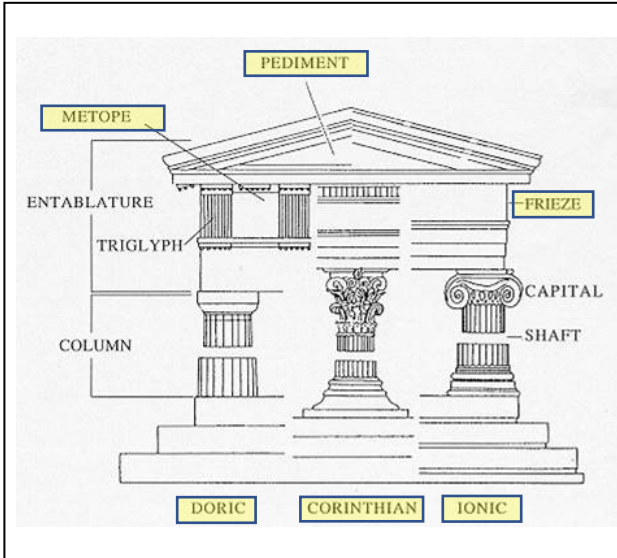 PEDIMENT
METOPE
ENTABLATURE
FRIEZE
TRIGLYPH
CAPITAL
SHAFT
COLUMN
DORIC CORINTHIAN IONIC